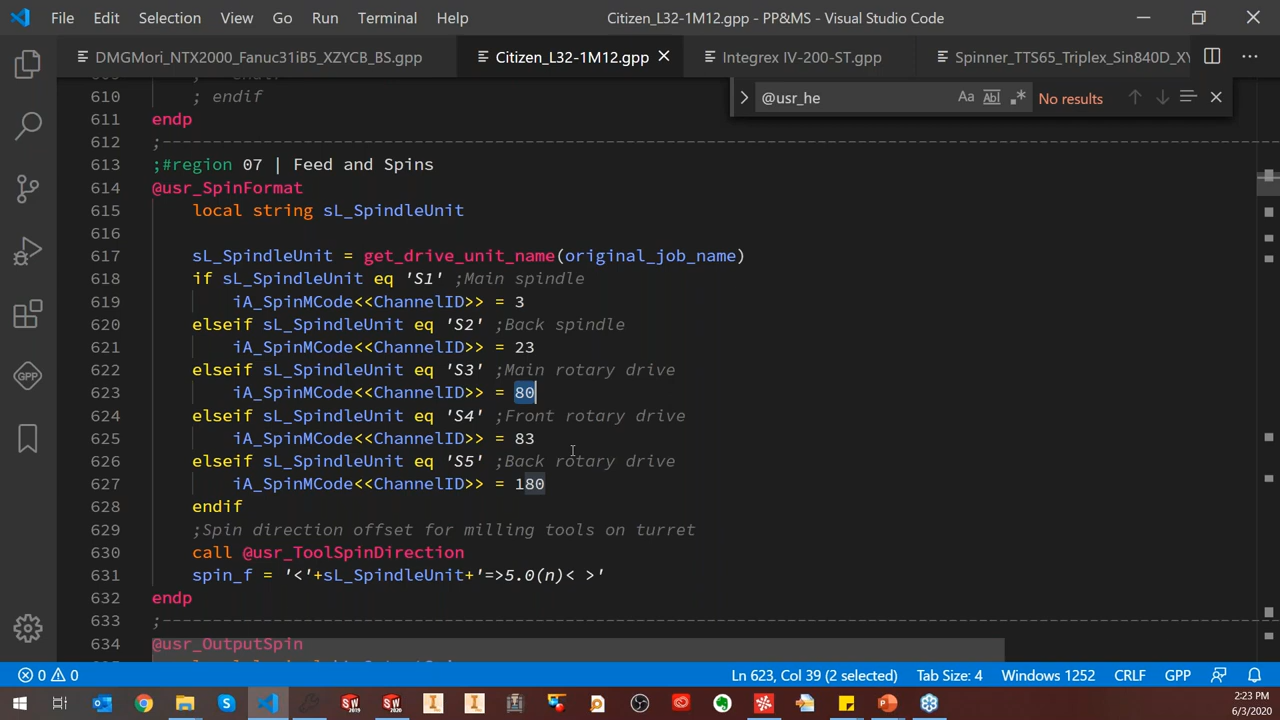 File Edit Selection View Go Run Terminal Help Citizen_L32-1M12.gpp - PP&MS - Visual Studio Code
DMGMori_NTX2000_Fanuc31iB5_XZYCB_BS.gpp Citizen_L32-1M12.gpp Integrex IV-200-ST.gpp Spinner_TTS65_Triplex_Sin840D_XY
@usr_he Aa Abl .* No results
610 ; endif
611 endp
612 ;
613 ;#region 07 | Feed and Spins
614 @usr_SpinFormat
615 local string sL_SpindleUnit
616
617 sL_SpindleUnit = get_drive_unit_name(original_job_name)
618 if sL_SpindleUnit eq 'S1' ;Main spindle
619 iA_SpinMCode<<ChannelID>> = 3
620 elseif sL_SpindleUnit eq 'S2' ;Back spindle
621 iA_SpinMCode<<ChannelID>> = 23
622 elseif sL_SpindleUnit eq 'S3' ;Main rotary drive
623 iA_SpinMCode<<ChannelID>> = 80
624 elseif sL_SpindleUnit eq 'S4' ;Front rotary drive
625 iA_SpinMCode<<ChannelID>> = 83
626 elseif sL_SpindleUnit eq 'S5' ;Back rotary drive
627 iA_SpinMCode<<ChannelID>> = 180
628 endif
629 ;Spin direction offset for milling tools on turret
630 call @usr_ToolSpinDirection
631 spin_f = '<'+sL_SpindleUnit+'=>5.0(n)< >'
632 endp
633 ;
634 @usr_OutputSpin
GPP
0 0 Ln 623, Col 39 (2 selected) Tab Size: 4 Windows 1252 CRLF GPP
2:23 PM
6/3/2020